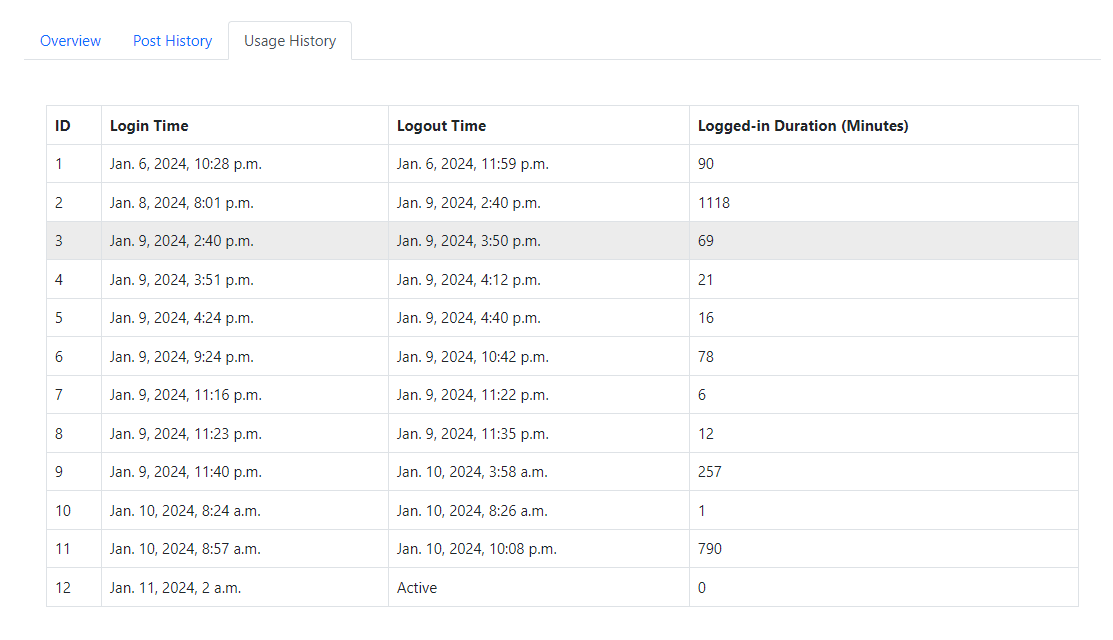 Overview Post History Usage History
ID Login Time Logout Time Logged-in Duration (Minutes)
1 Jan. 6, 2024, 10:28 p.m. Jan. 6, 2024, 11:59 p.m. 90
2 Jan. 8, 2024, 8:01 p.m. Jan. 9, 2024, 2:40 p.m. 1118
3 Jan. 9, 2024, 2:40 p.m. Jan. 9, 2024, 3:50 p.m. 69
4 Jan. 9, 2024, 3:51 p.m. Jan. 9, 2024, 4:12 p.m. 21
5 Jan. 9, 2024, 4:24 p.m. Jan. 9, 2024, 4:40 p.m. 16
6 Jan. 9, 2024, 9:24 p.m. Jan. 9, 2024, 10:42 p.m. 78
7 Jan. 9, 2024, 11:16 p.m. Jan. 9, 2024, 11:22 p.m. 6
8 Jan. 9, 2024, 11:23 p.m. Jan. 9, 2024, 11:35 p.m. 12
9 Jan. 9, 2024, 11:40 p.m. Jan. 10, 2024, 3:58 a.m. 257
10 Jan. 10, 2024, 8:24 a.m. Jan. 10, 2024, 8:26 a.m. 1
11 Jan. 10, 2024, 8:57 a.m. Jan. 10, 2024, 10:08 p.m. 790
12 Jan. 11, 2024, 2 a.m. Active 0